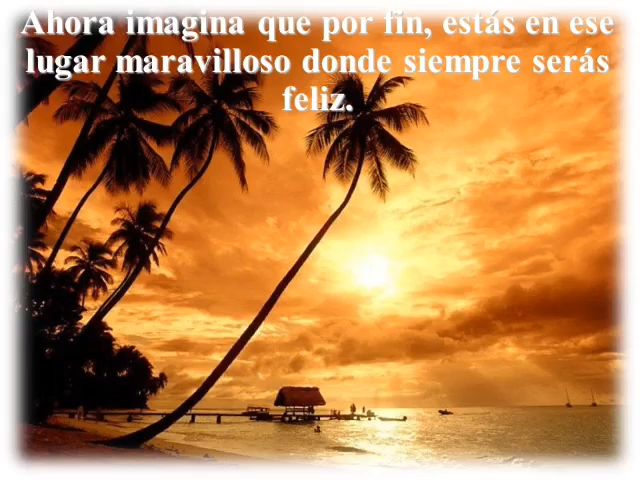 Ahora imagina que por fin, estás en ese
lugar maravilloso donde siempre serás
feliz.